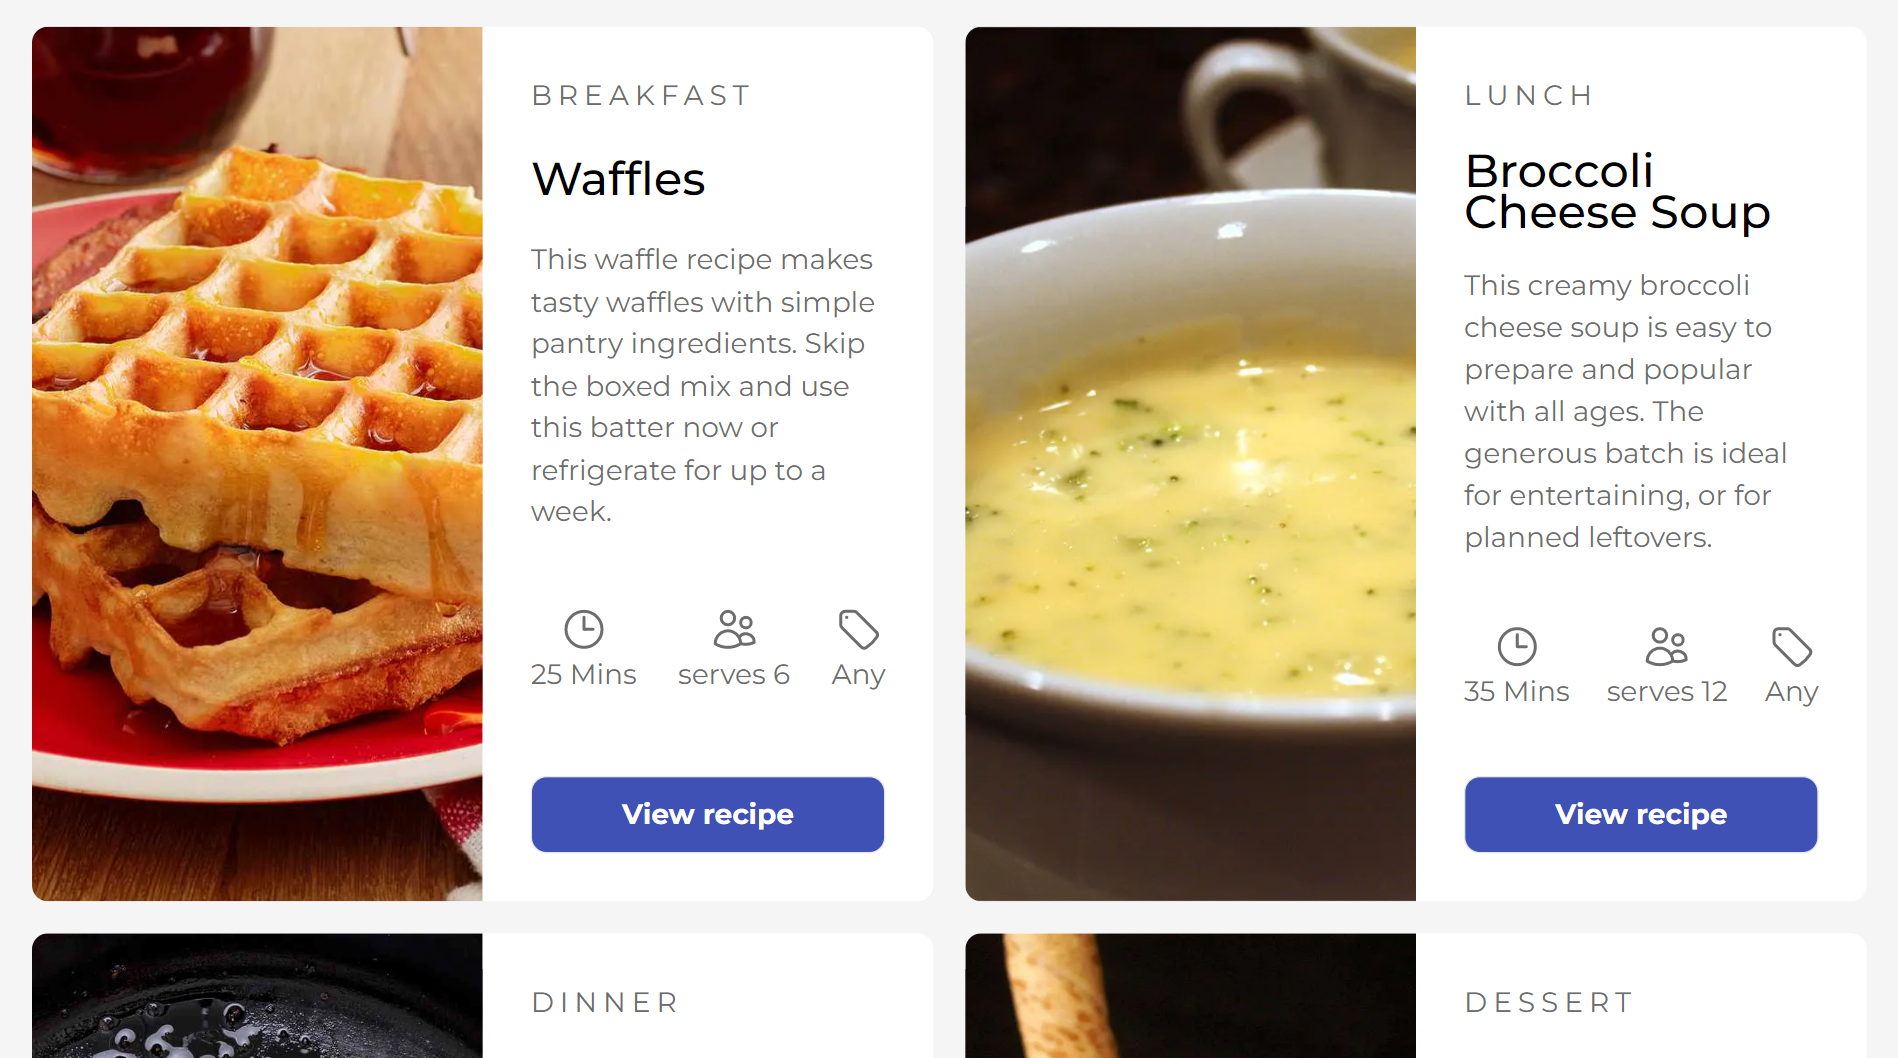 BREAKFAST
Waffles
This waffle recipe makes
tasty waffles with simple
pantry ingredients. Skip
the boxed mix and use
this batter now or
refrigerate for up to a
week.
25 Mins
serves 6
Any
View recipe
LUNCH
Broccoli
Cheese Soup
This creamy broccoli
cheese soup is easy to
prepare and popular
with all ages. The
generous batch is ideal
for entertaining, or for
planned leftovers.
35 Mins
serves 12
Any
View recipe
DINNER
DESSERT